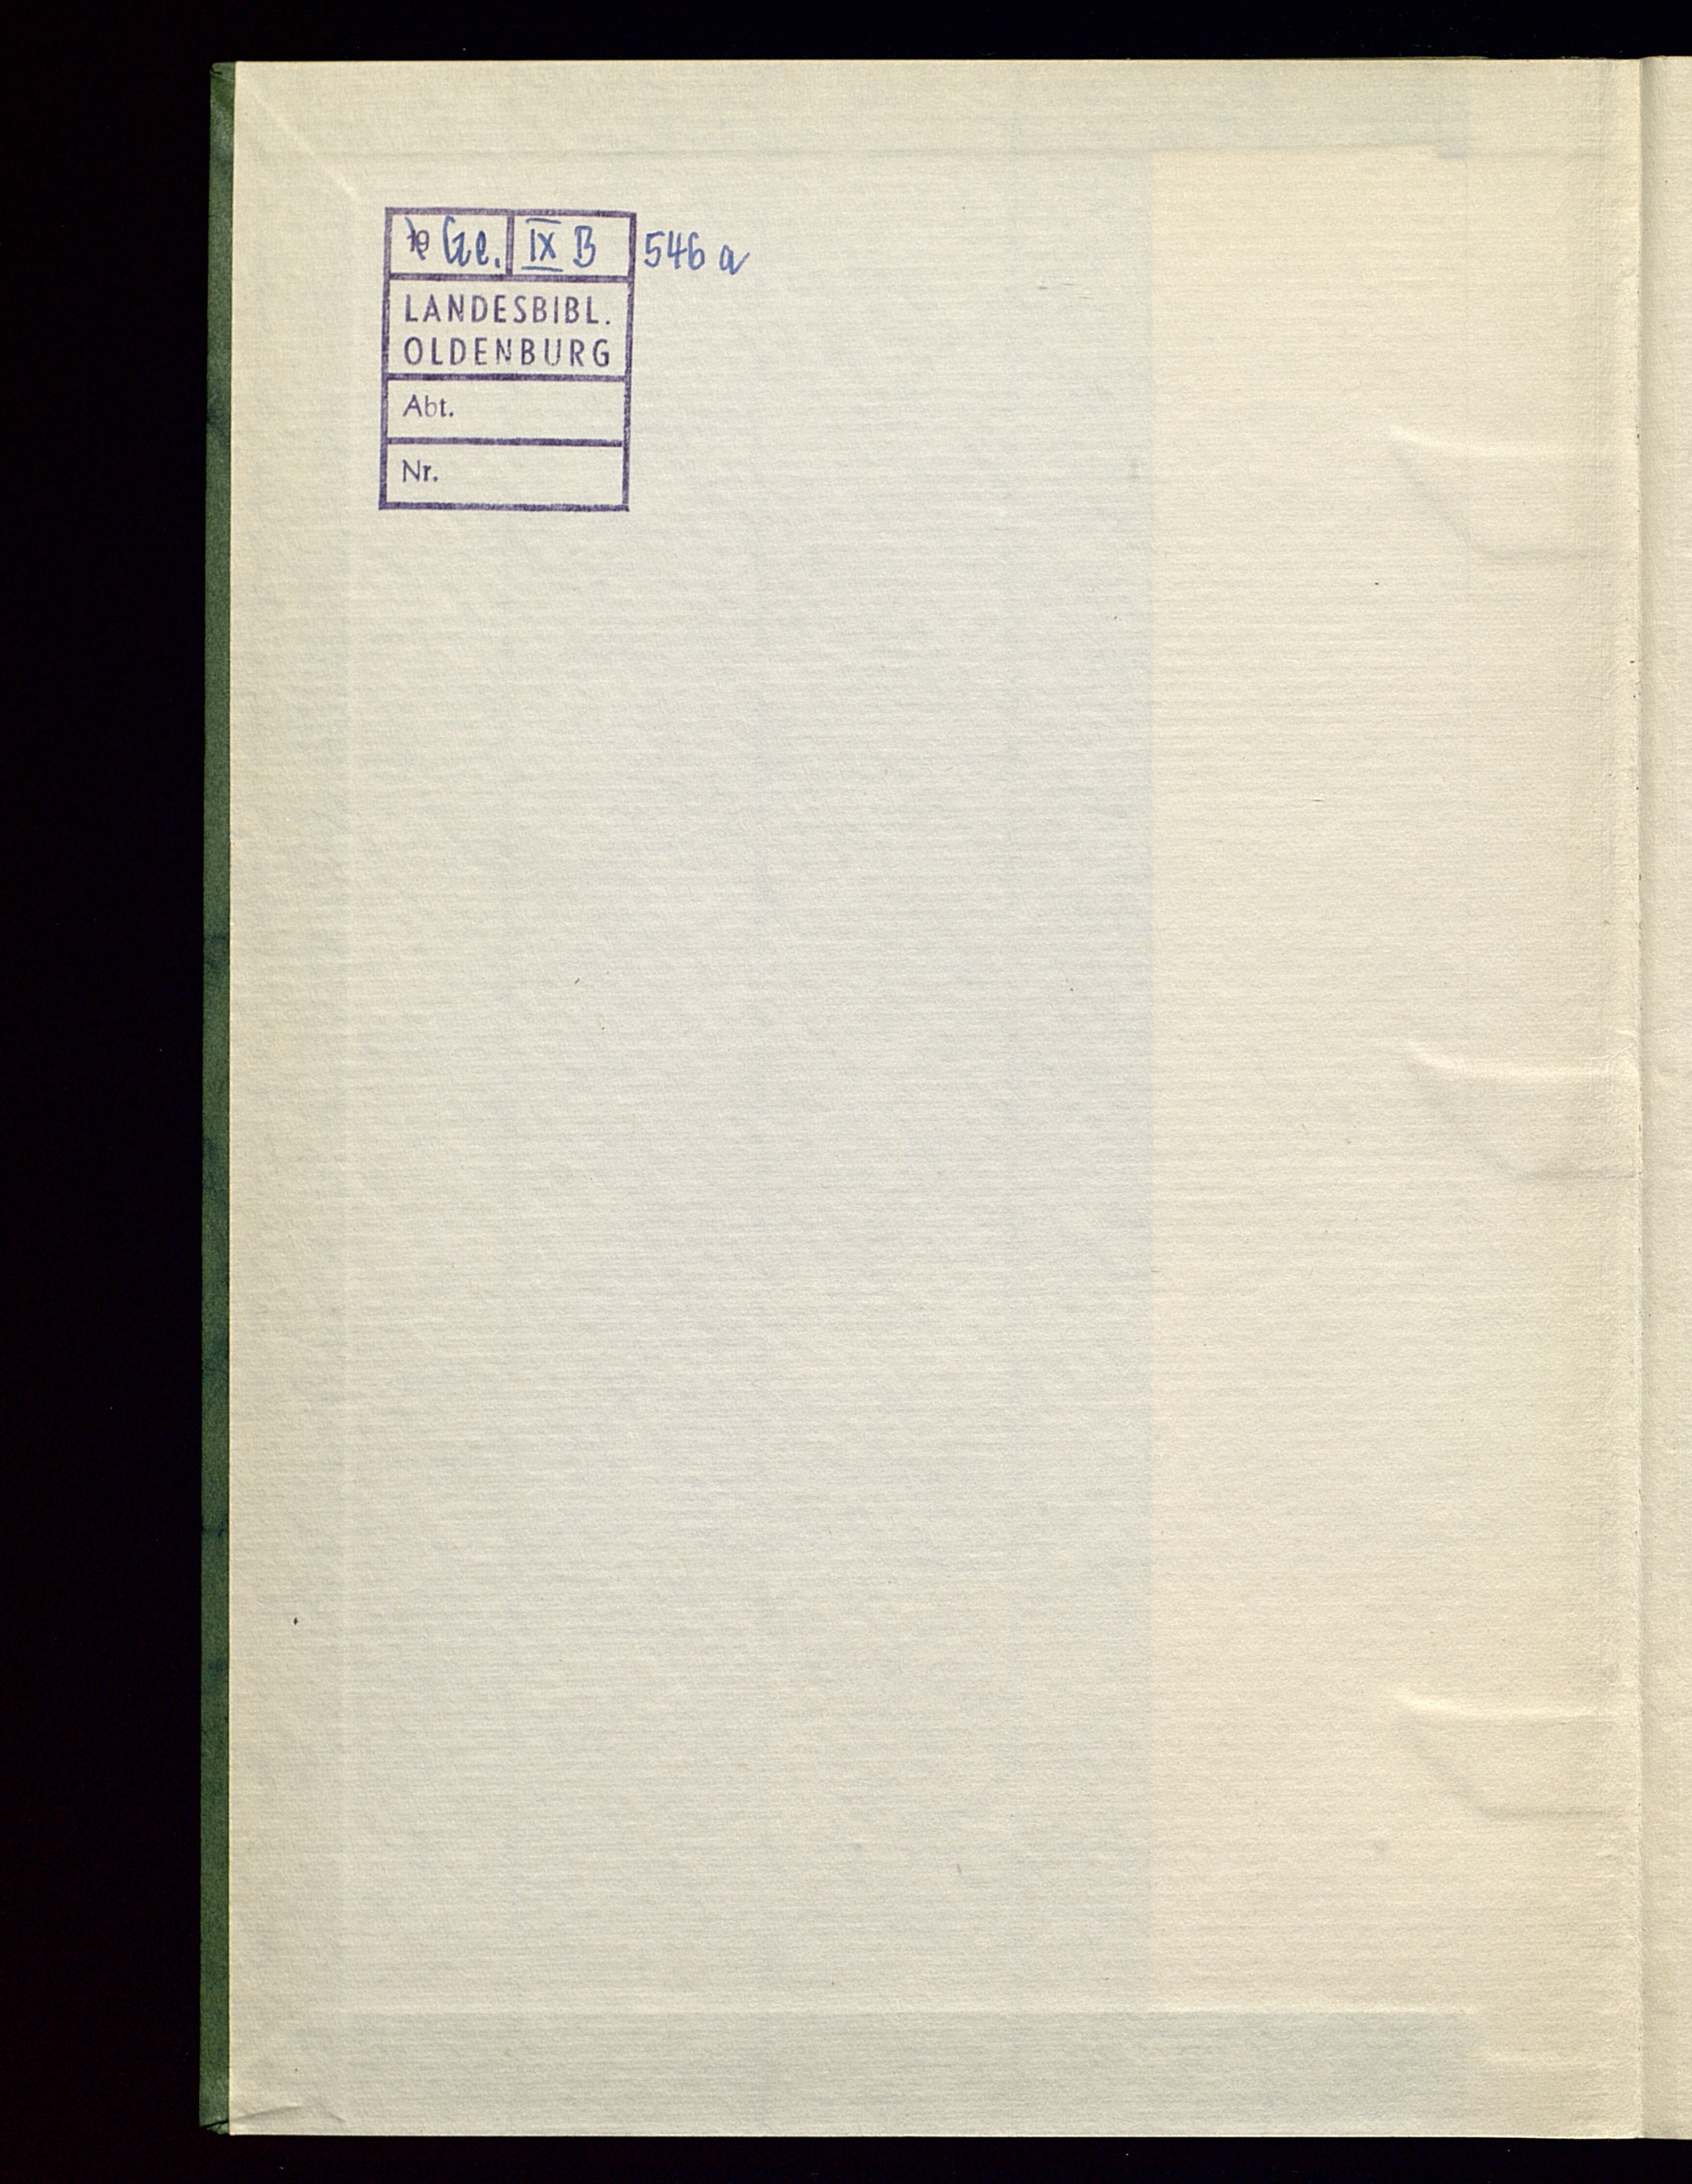 Ge. IX B 546 a
LANDESBIBL.
OLDENBURG
Abt.
Nr.